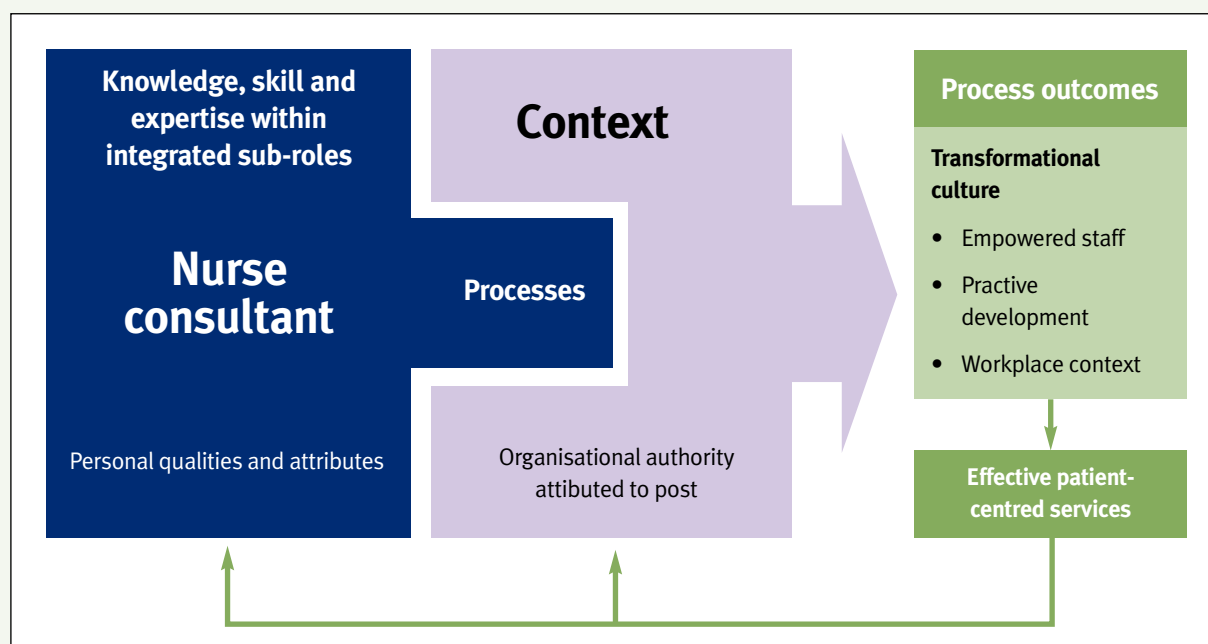 Knowledge, skill and
expertise within
integrated sub-roles
Nurse
consultant
Personal qualities and attributes
Processes
Context
Organisational authority
attibuted to post
Process outcomes
Transformational
culture
• Empowered staff
• Practive
development
• Workplace context
Effective patient-
centred services